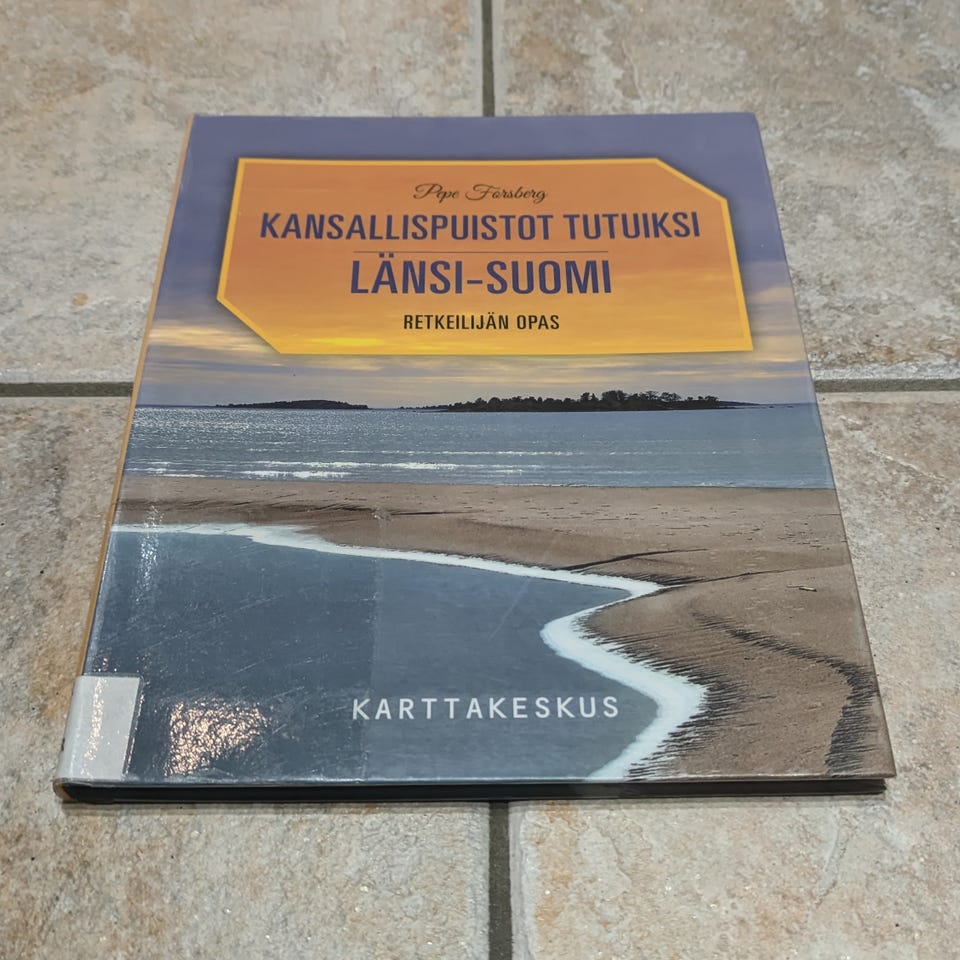 Pepe Forsberg
KANSALLISPUISTOT TUTUIKSI
LÄNSI-SUOMI
RETKEILIJÄN OPAS
KARTTAKESKUS